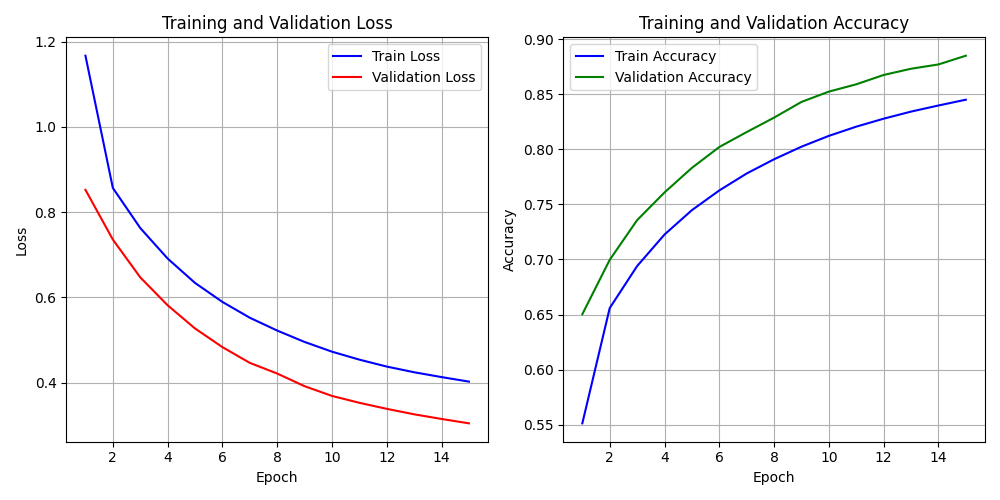 Training and Validation Loss
Train Loss
Validation Loss
1.2
1.0
0.8
0.6
0.4
Loss
2 4 6 8 10 12 14
Epoch
Training and Validation Accuracy
Train Accuracy
Validation Accuracy
0.90
0.85
0.80
0.75
0.70
0.65
0.60
0.55
Accuracy
2 4 6 8 10 12 14
Epoch